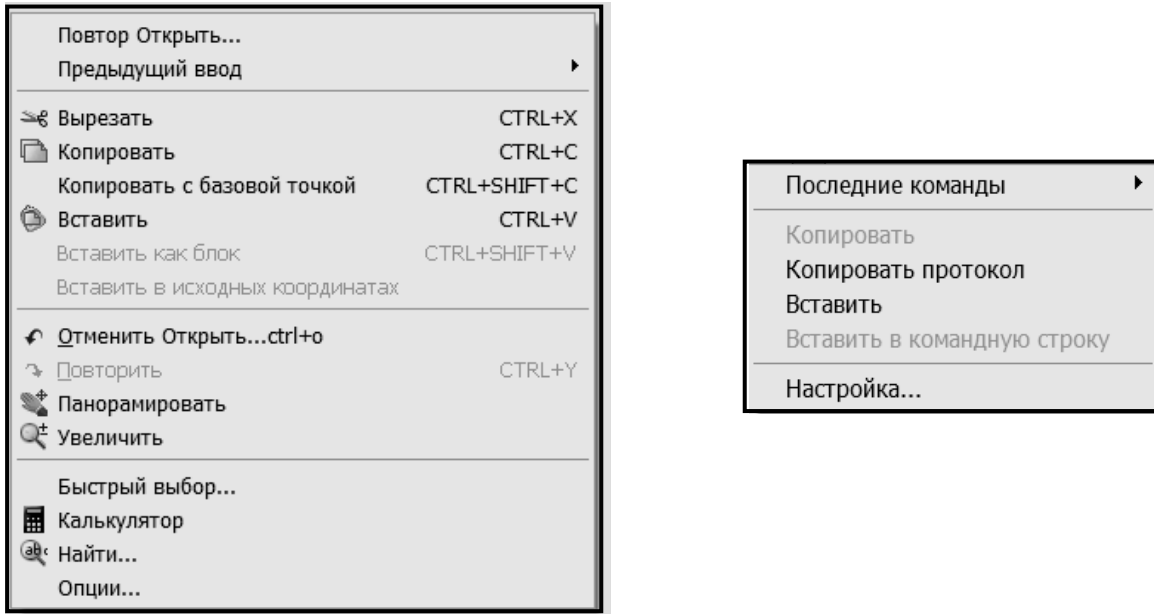 Повтор Открыть...
Предыдущий ввод
Вырезать CTRL+X
Копировать CTRL+C
Копировать с базовой точкой CTRL+SHIFT+C
Вставить CTRL+V
Вставить как блок CTRL+SHIFT+V
Вставить в исходных координатах
Отменить Открыть...ctrl+o
Повторить CTRL+Y
Панорамировать
Увеличить
Быстрый выбор...
Калькулятор
Найти...
Опции...
Последние команды
Копировать
Копировать протокол
Вставить
Вставить в командную строку
Настройка...